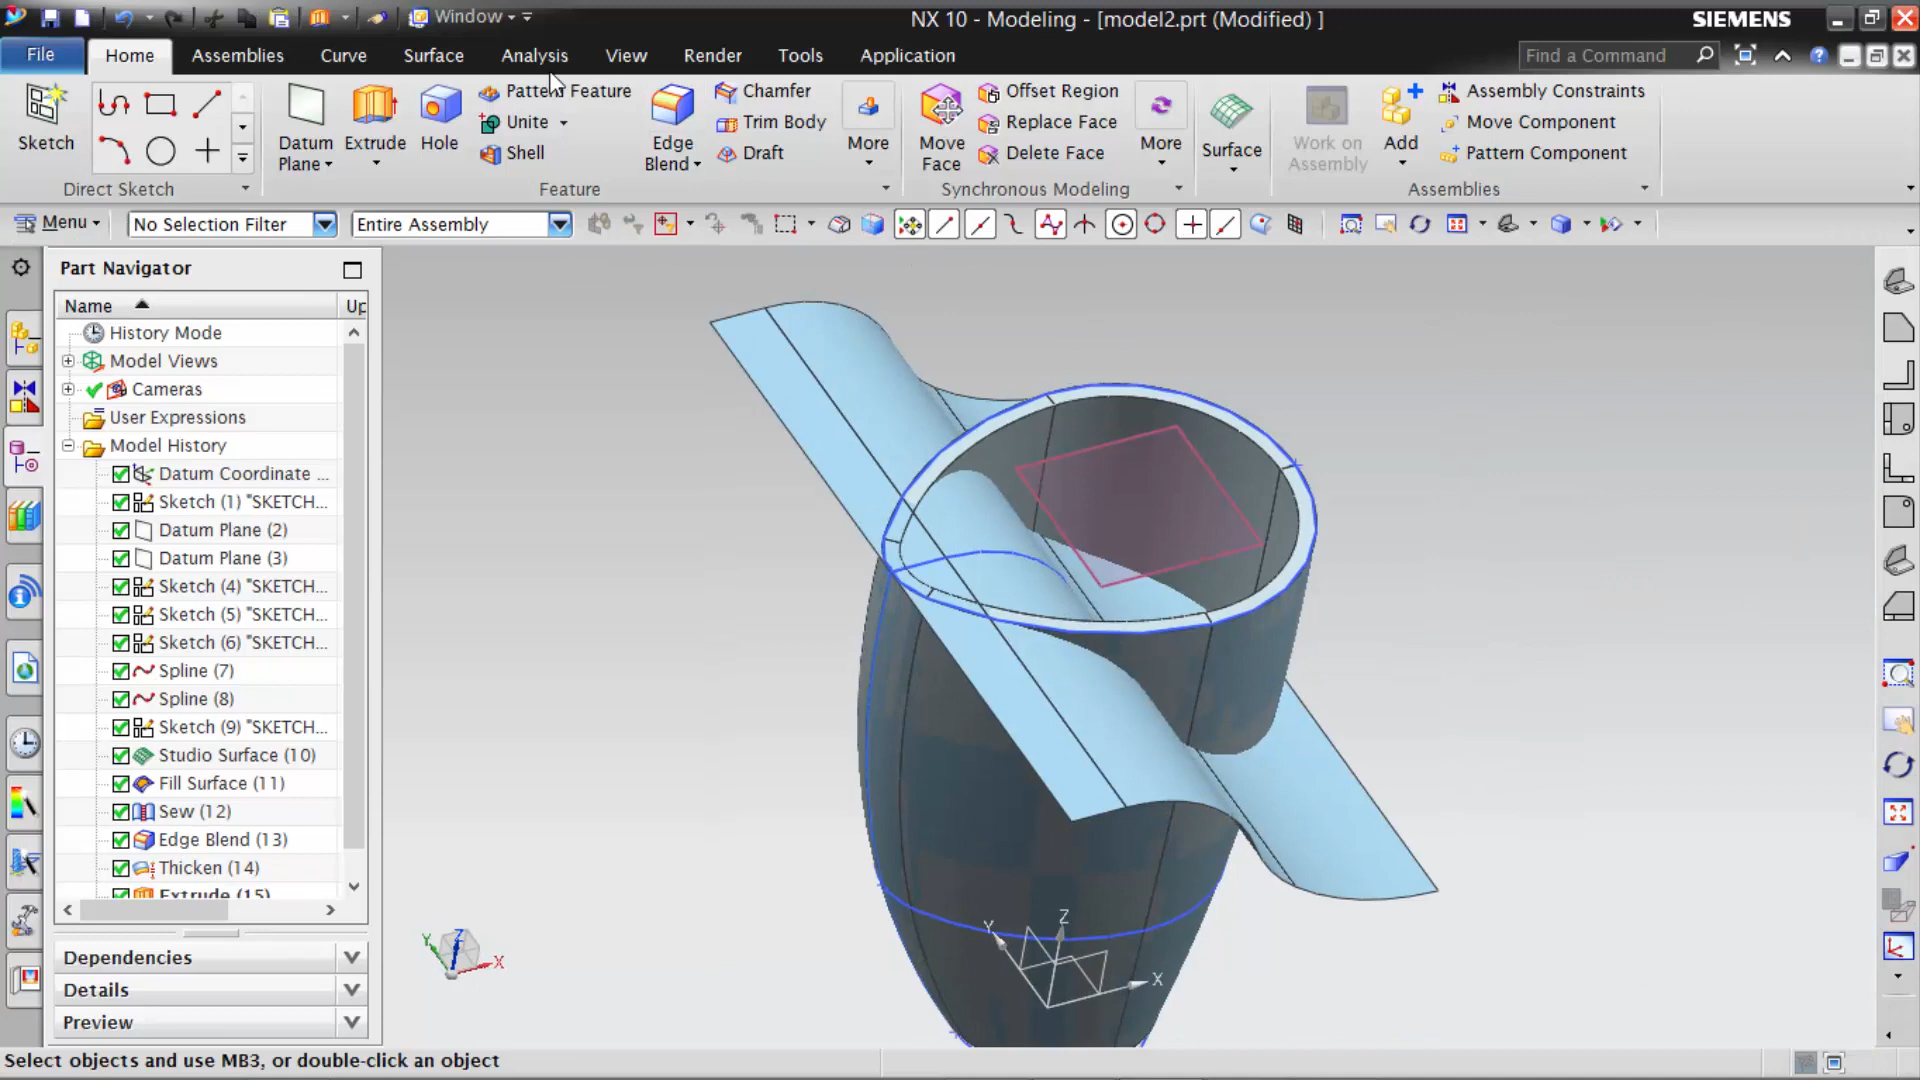 Window
NX 10 - Modeling - [model2.prt (Modified) ]
SIEMENS
File
Home
Assemblies
Curve
Surface
Analysis
View
Render
Tools
Application
Find a Command
Sketch
Direct Sketch
Datum
Plane
Extrude
Hole
Pattern Feature
Unite
Shell
Edge
Blend
Chamfer
Trim Body
Draft
More
Feature
Move
Face
Offset Region
Replace Face
Delete Face
More
Synchronous Modeling
Surface
Work on
Assembly
Add
Assembly Constraints
Move Component
Pattern Component
Assemblies
Menu
No Selection Filter
Entire Assembly
Part Navigator
Name
Up
History Mode
Model Views
Cameras
User Expressions
Model History
Datum Coordinate ...
Sketch (1) "SKETCH...
Datum Plane (2)
Datum Plane (3)
Sketch (4) "SKETCH...
Sketch (5) "SKETCH...
Sketch (6) "SKETCH...
Spline (7)
Spline (8)
Sketch (9) "SKETCH...
Studio Surface (10)
Fill Surface (11)
Sew (12)
Edge Blend (13)
Thicken (14)
Extrude (15)
Dependencies
Details
Preview
Y
Z
X
Z
Y
X
Select objects and use MB3, or double-click an object